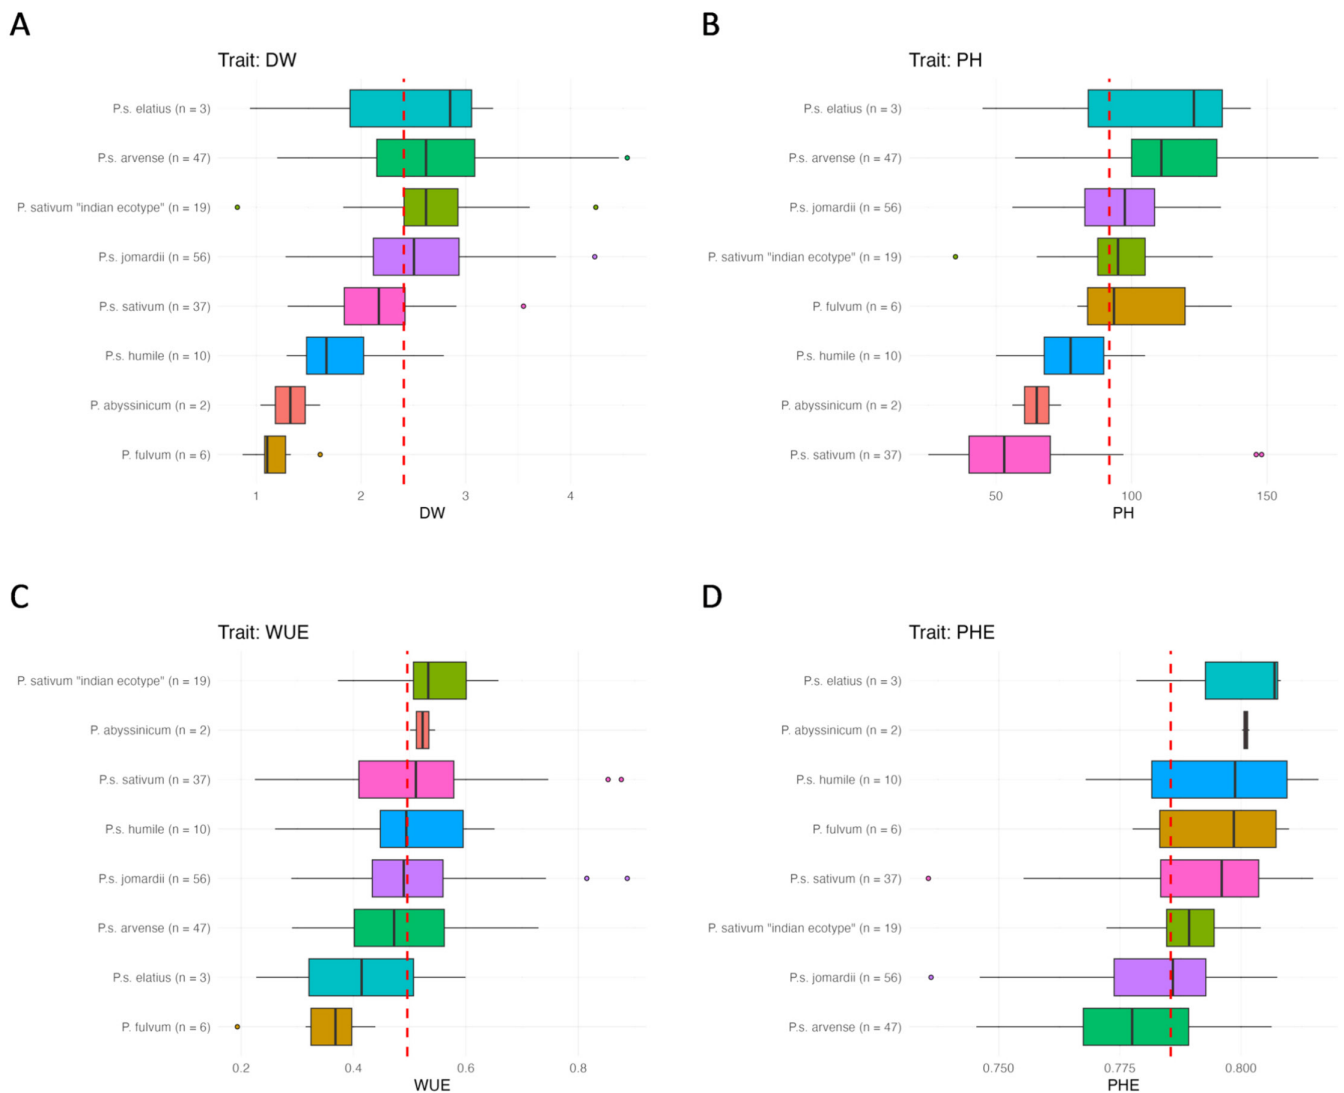 A
Trait: DW
P.s. elatius (n = 3)
P.s. arvense (n = 47)
P. sativum "indian ecotype" (n = 19)
P.s. jomardii (n = 56)
P.s. sativum (n = 37)
P.s. humile (n = 10)
P. abyssinicum (n = 2)
P. fulvum (n = 6)
1 2 3 4
DW
B
Trait: PH
P.s. elatius (n = 3)
P.s. arvense (n = 47)
P.s. jomardii (n = 56)
P. sativum "indian ecotype" (n = 19)
P. fulvum (n = 6)
P.s. humile (n = 10)
P. abyssinicum (n = 2)
P.s. sativum (n = 37)
50 100 150
PH
C
Trait: WUE
P. sativum "indian ecotype" (n = 19)
P. abyssinicum (n = 2)
P.s. sativum (n = 37)
P.s. humile (n = 10)
P.s. jomardii (n = 56)
P.s. arvense (n = 47)
P.s. elatius (n = 3)
P. fulvum (n = 6)
0.2 0.4 0.6 0.8
WUE
D
Trait: PHE
P.s. elatius (n = 3)
P. abyssinicum (n = 2)
P.s. humile (n = 10)
P. fulvum (n = 6)
P.s. sativum (n = 37)
P. sativum "indian ecotype" (n = 19)
P.s. jomardii (n = 56)
P.s. arvense (n = 47)
0.750 0.775 0.800
PHE